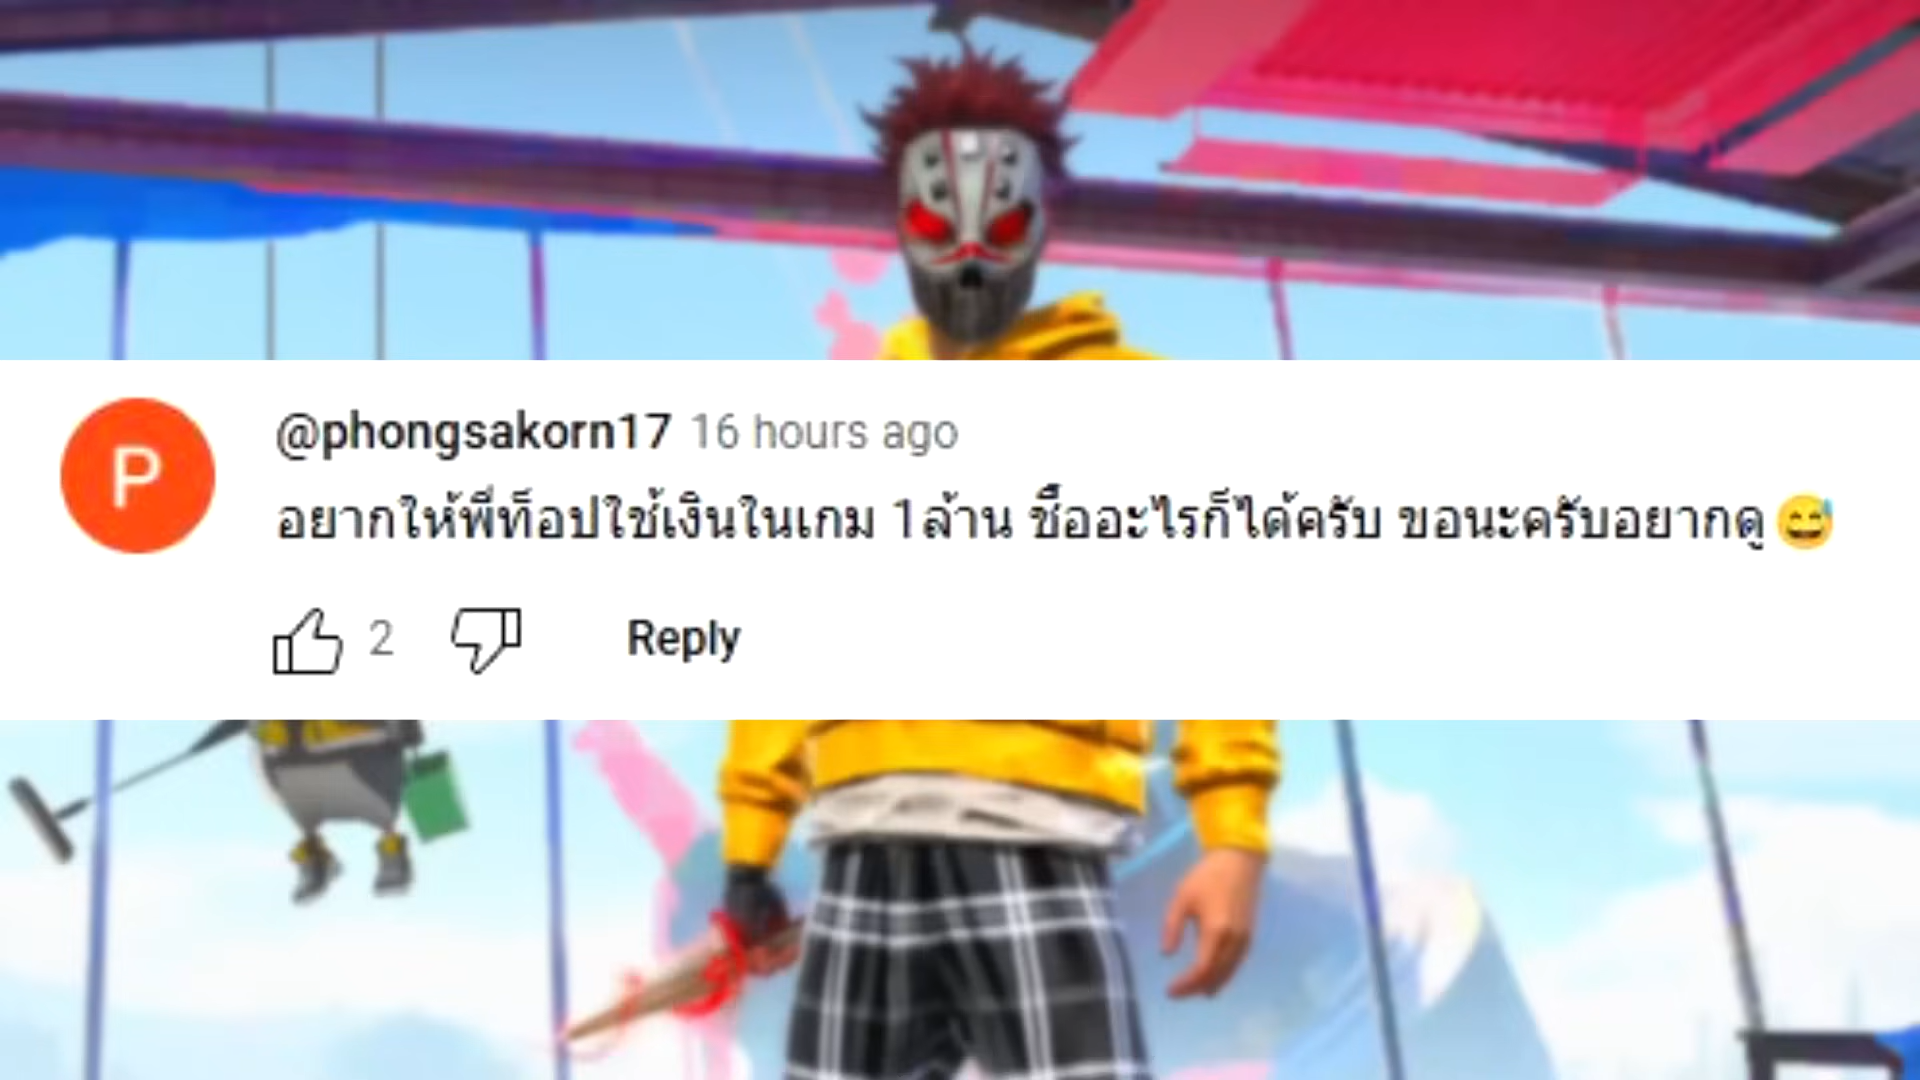 P
@phongsakorn17 16 hours ago
อยากให้พี่ท็อปใช้เงินในเกม 1ล้าน ซื้ออะไรก็ได้ครับ ขอนะครับอยากดู😅
2 Reply